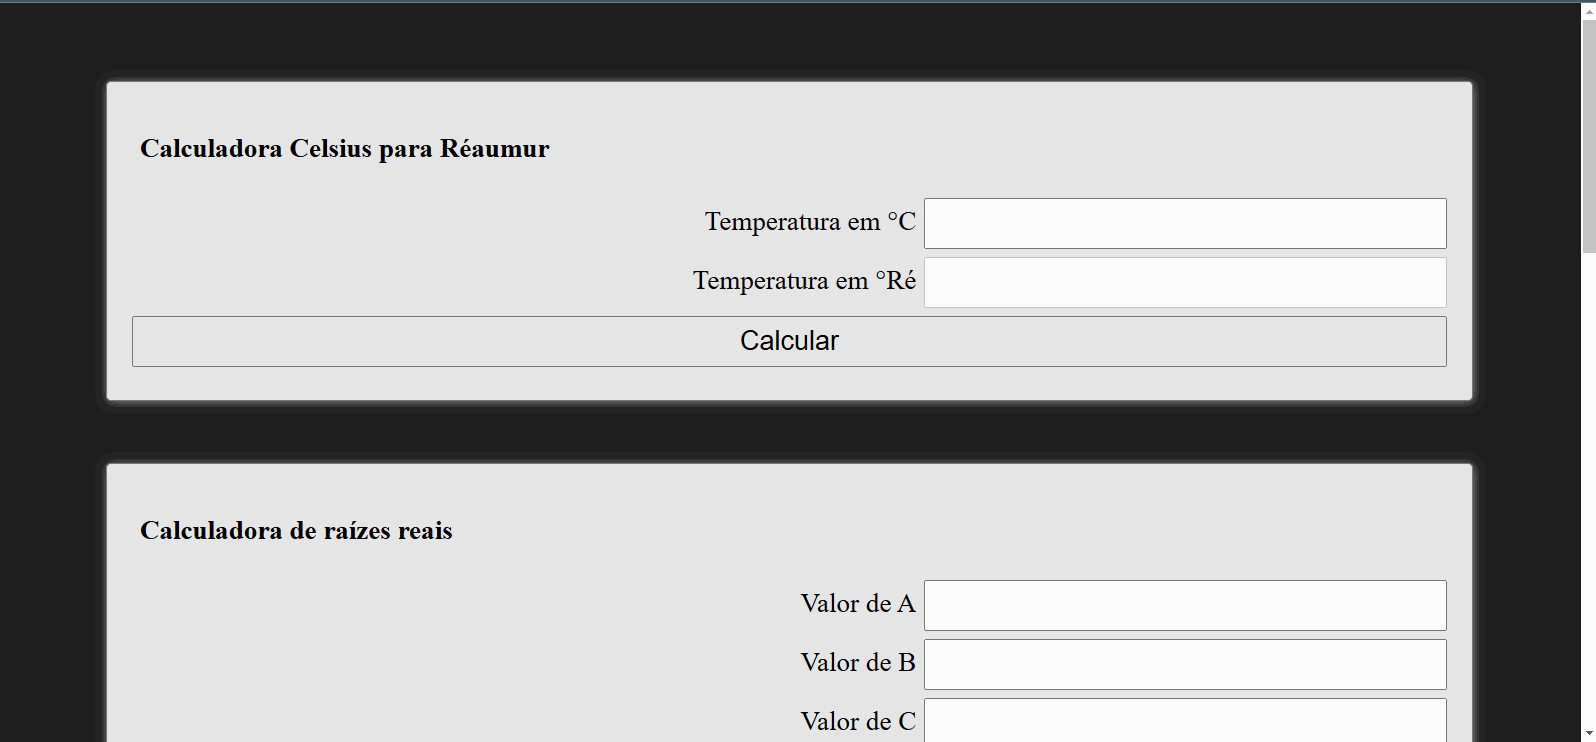 Calculadora Celsius para Réaumur
Temperatura em °C
Temperatura em °Ré
Calcular
Calculadora de raízes reais
Valor de A
Valor de B
Valor de C